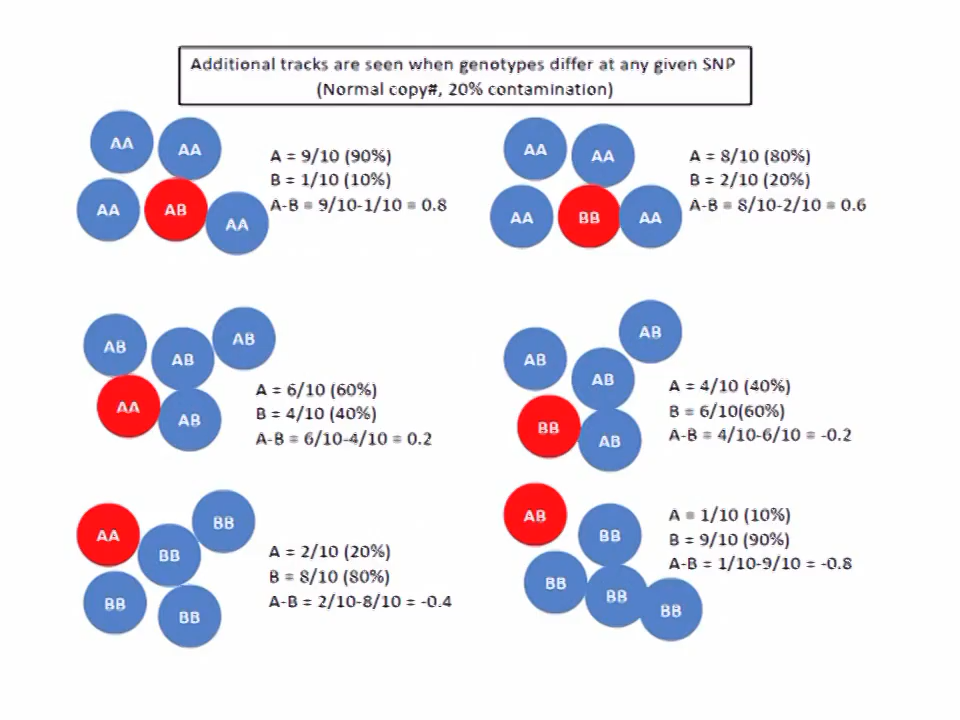 Additional tracks are seen when genotypes differ at any given SNP
(Normal copy#, 20% contamination)
AA
AA
AA
AB
AA
A = 9/10 (90%)
B = 1/10 (10%)
A-B = 9/10-1/10 = 0.8
AA
AA
AA
BB
AA
A = 8/10 (80%)
B = 2/10 (20%)
A-B = 8/10-2/10 = 0.6
AB
AB
AB
AA
AB
A = 6/10 (60%)
B = 4/10 (40%)
A-B = 6/10-4/10 = 0.2
AB
AB
AB
BB
AB
A = 4/10 (40%)
B = 6/10(60%)
A-B = 4/10-6/10 = -0.2
AA
BB
BB
BB
BB
A = 2/10 (20%)
B = 8/10 (80%)
A-B = 2/10-8/10 = -0.4
AB
BB
BB
BB
BB
A = 1/10 (10%)
B = 9/10 (90%)
A-B = 1/10-9/10 = -0.8